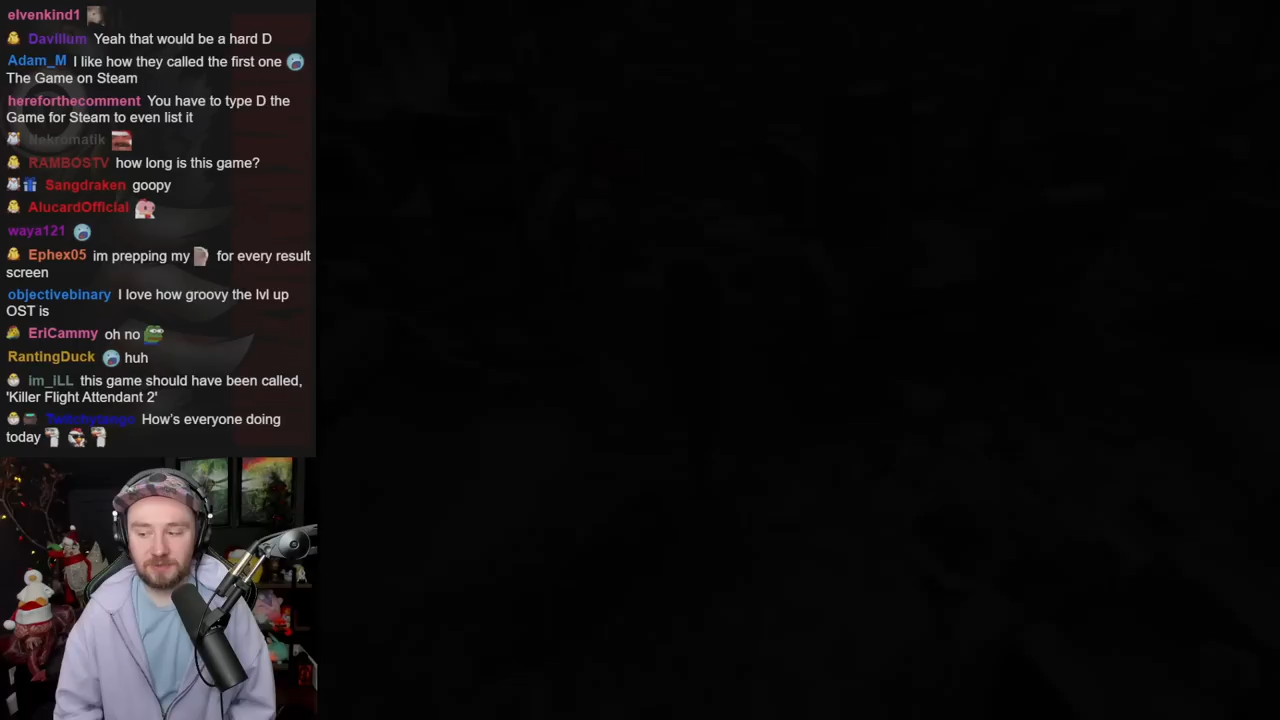 elvenkind1
Davillum Yeah that would be a hard D
Adam_M I like how they called the first one
The Game on Steam
hereforthecomment You have to type D the
Game for Steam to even list it
Nekromatik
RAMBOSTV how long is this game?
Sangdraken goopy
AlucardOfficial
waya121
Ephex05 im prepping my for every result
screen
objectivebinary I love how groovy the lvl up
OST is
EriCammy oh no
RantingDuck huh
im_iLL this game should have been called,
'Killer Flight Attendant 2'
Twitchytango How's everyone doing
today